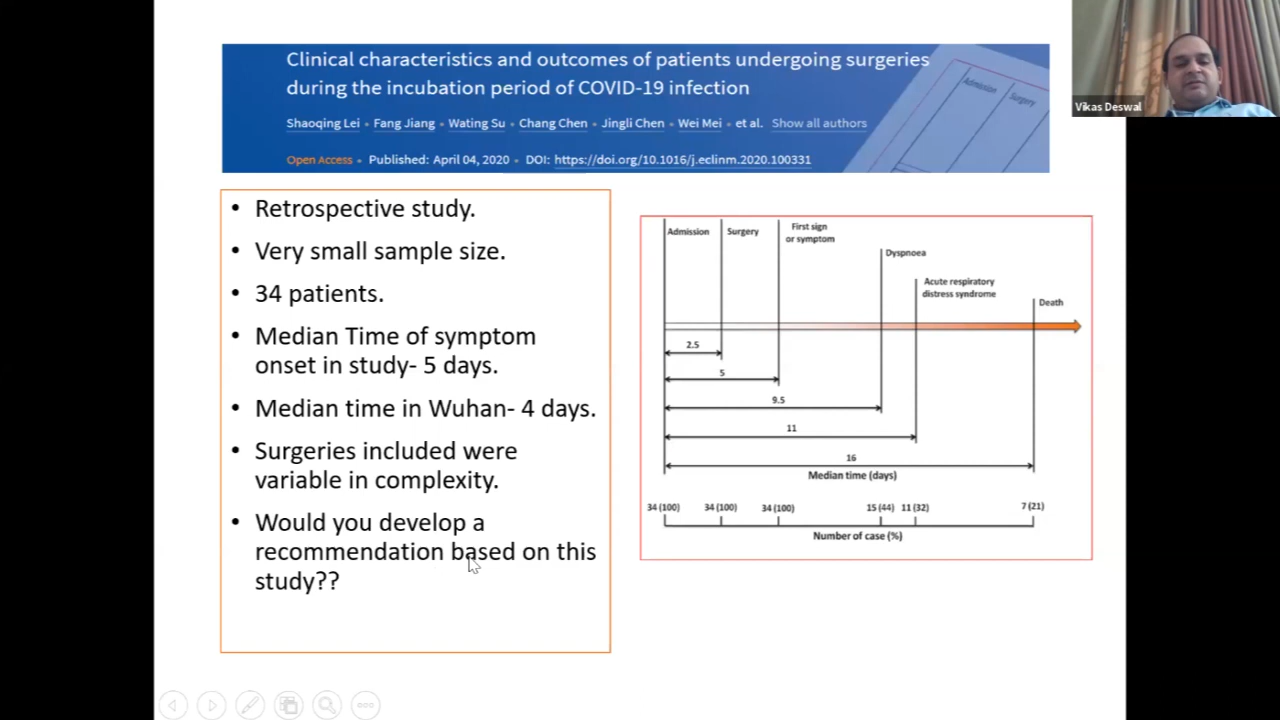 Clinical characteristics and outcomes of patients undergoing surgeries
during the incubation period of COVID-19 infection
Shaoqing Lei • Fang Jiang • Wating Su • Chang Chen • Jingli Chen • Wei Mei • et al. Show all authors
Open Access • Published: April 04, 2020 • DOI: https://doi.org/10.1016/j.eclinm.2020.100331
Admission
Surgery
Vikas Deswal
• Retrospective study.
• Very small sample size.
• 34 patients.
• Median Time of symptom
onset in study- 5 days.
• Median time in Wuhan- 4 days.
• Surgeries included were
variable in complexity.
• Would you develop a
recommendation based on this
study??
Admission
Surgery
First sign
or symptom
Dyspnoea
Acute respiratory
distress syndrome
Death
2.5
5
9.5
11
16
Median time (days)
34 (100) 34 (100) 34 (100) 15 (44) 11 (32) 7 (21)
Number of case (%)